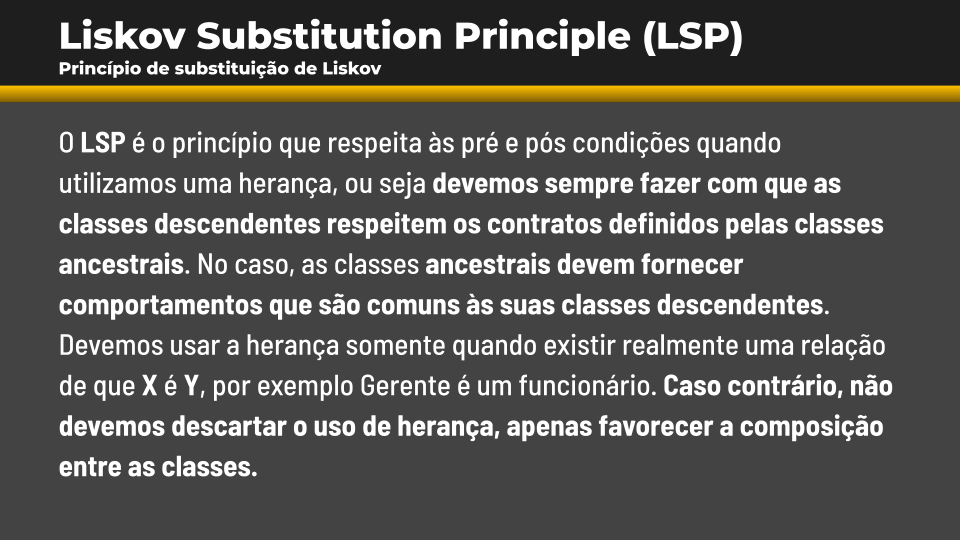 Liskov Substitution Principle (LSP)
Princípio de substituição de Liskov
O LSP é o princípio que respeita às pré e pós condições quando
utilizamos uma herança, ou seja devemos sempre fazer com que as
classes descendentes respeitem os contratos definidos pelas classes
ancestrais. No caso, as classes ancestrais devem fornecer
comportamentos que são comuns às suas classes descendentes.
Devemos usar a herança somente quando existir realmente uma relação
de que X é Y, por exemplo Gerente é um funcionário. Caso contrário, não
devemos descartar o uso de herança, apenas favorecer a composição
entre as classes.